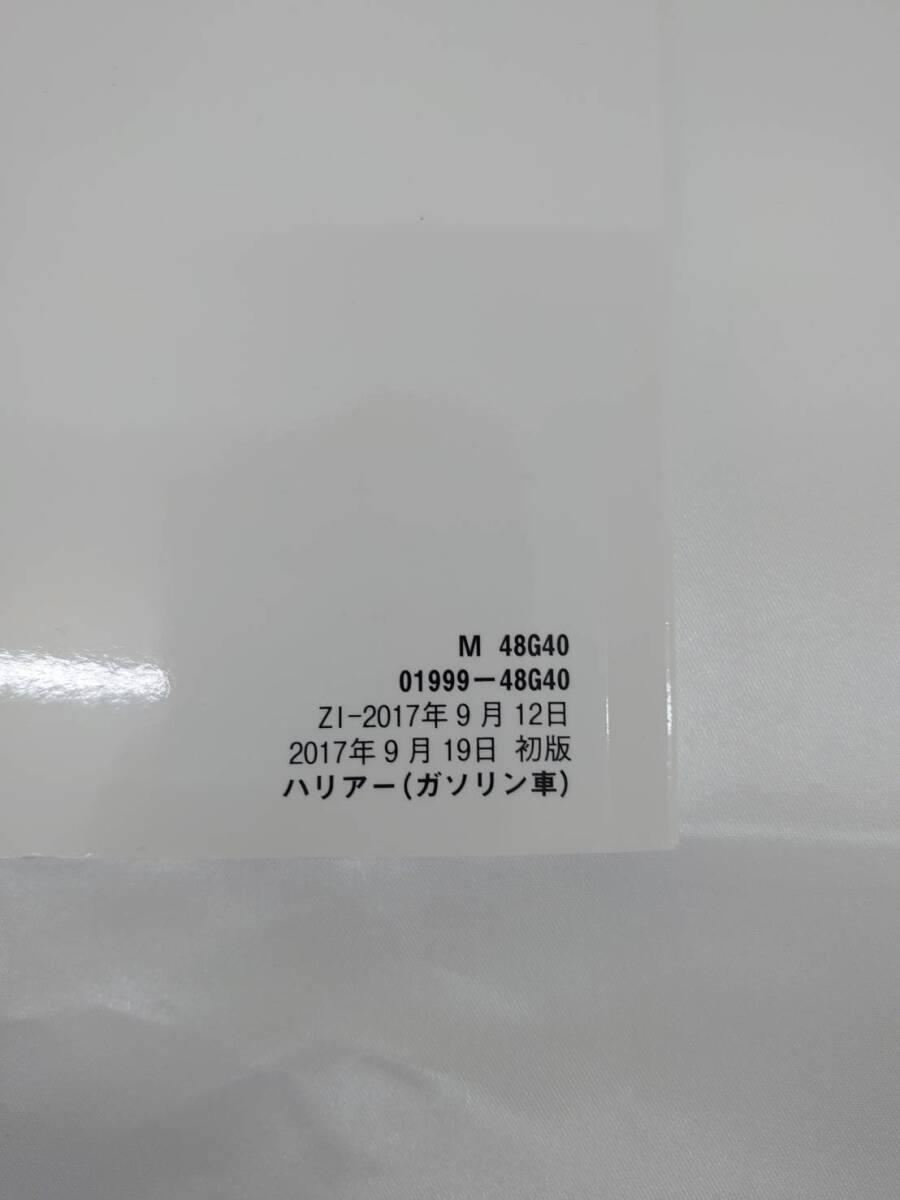 M 48G40
01999-48G40
ZI-2017年9月12日
2017年9月19日 初版
ハリアー(ガソリン車)